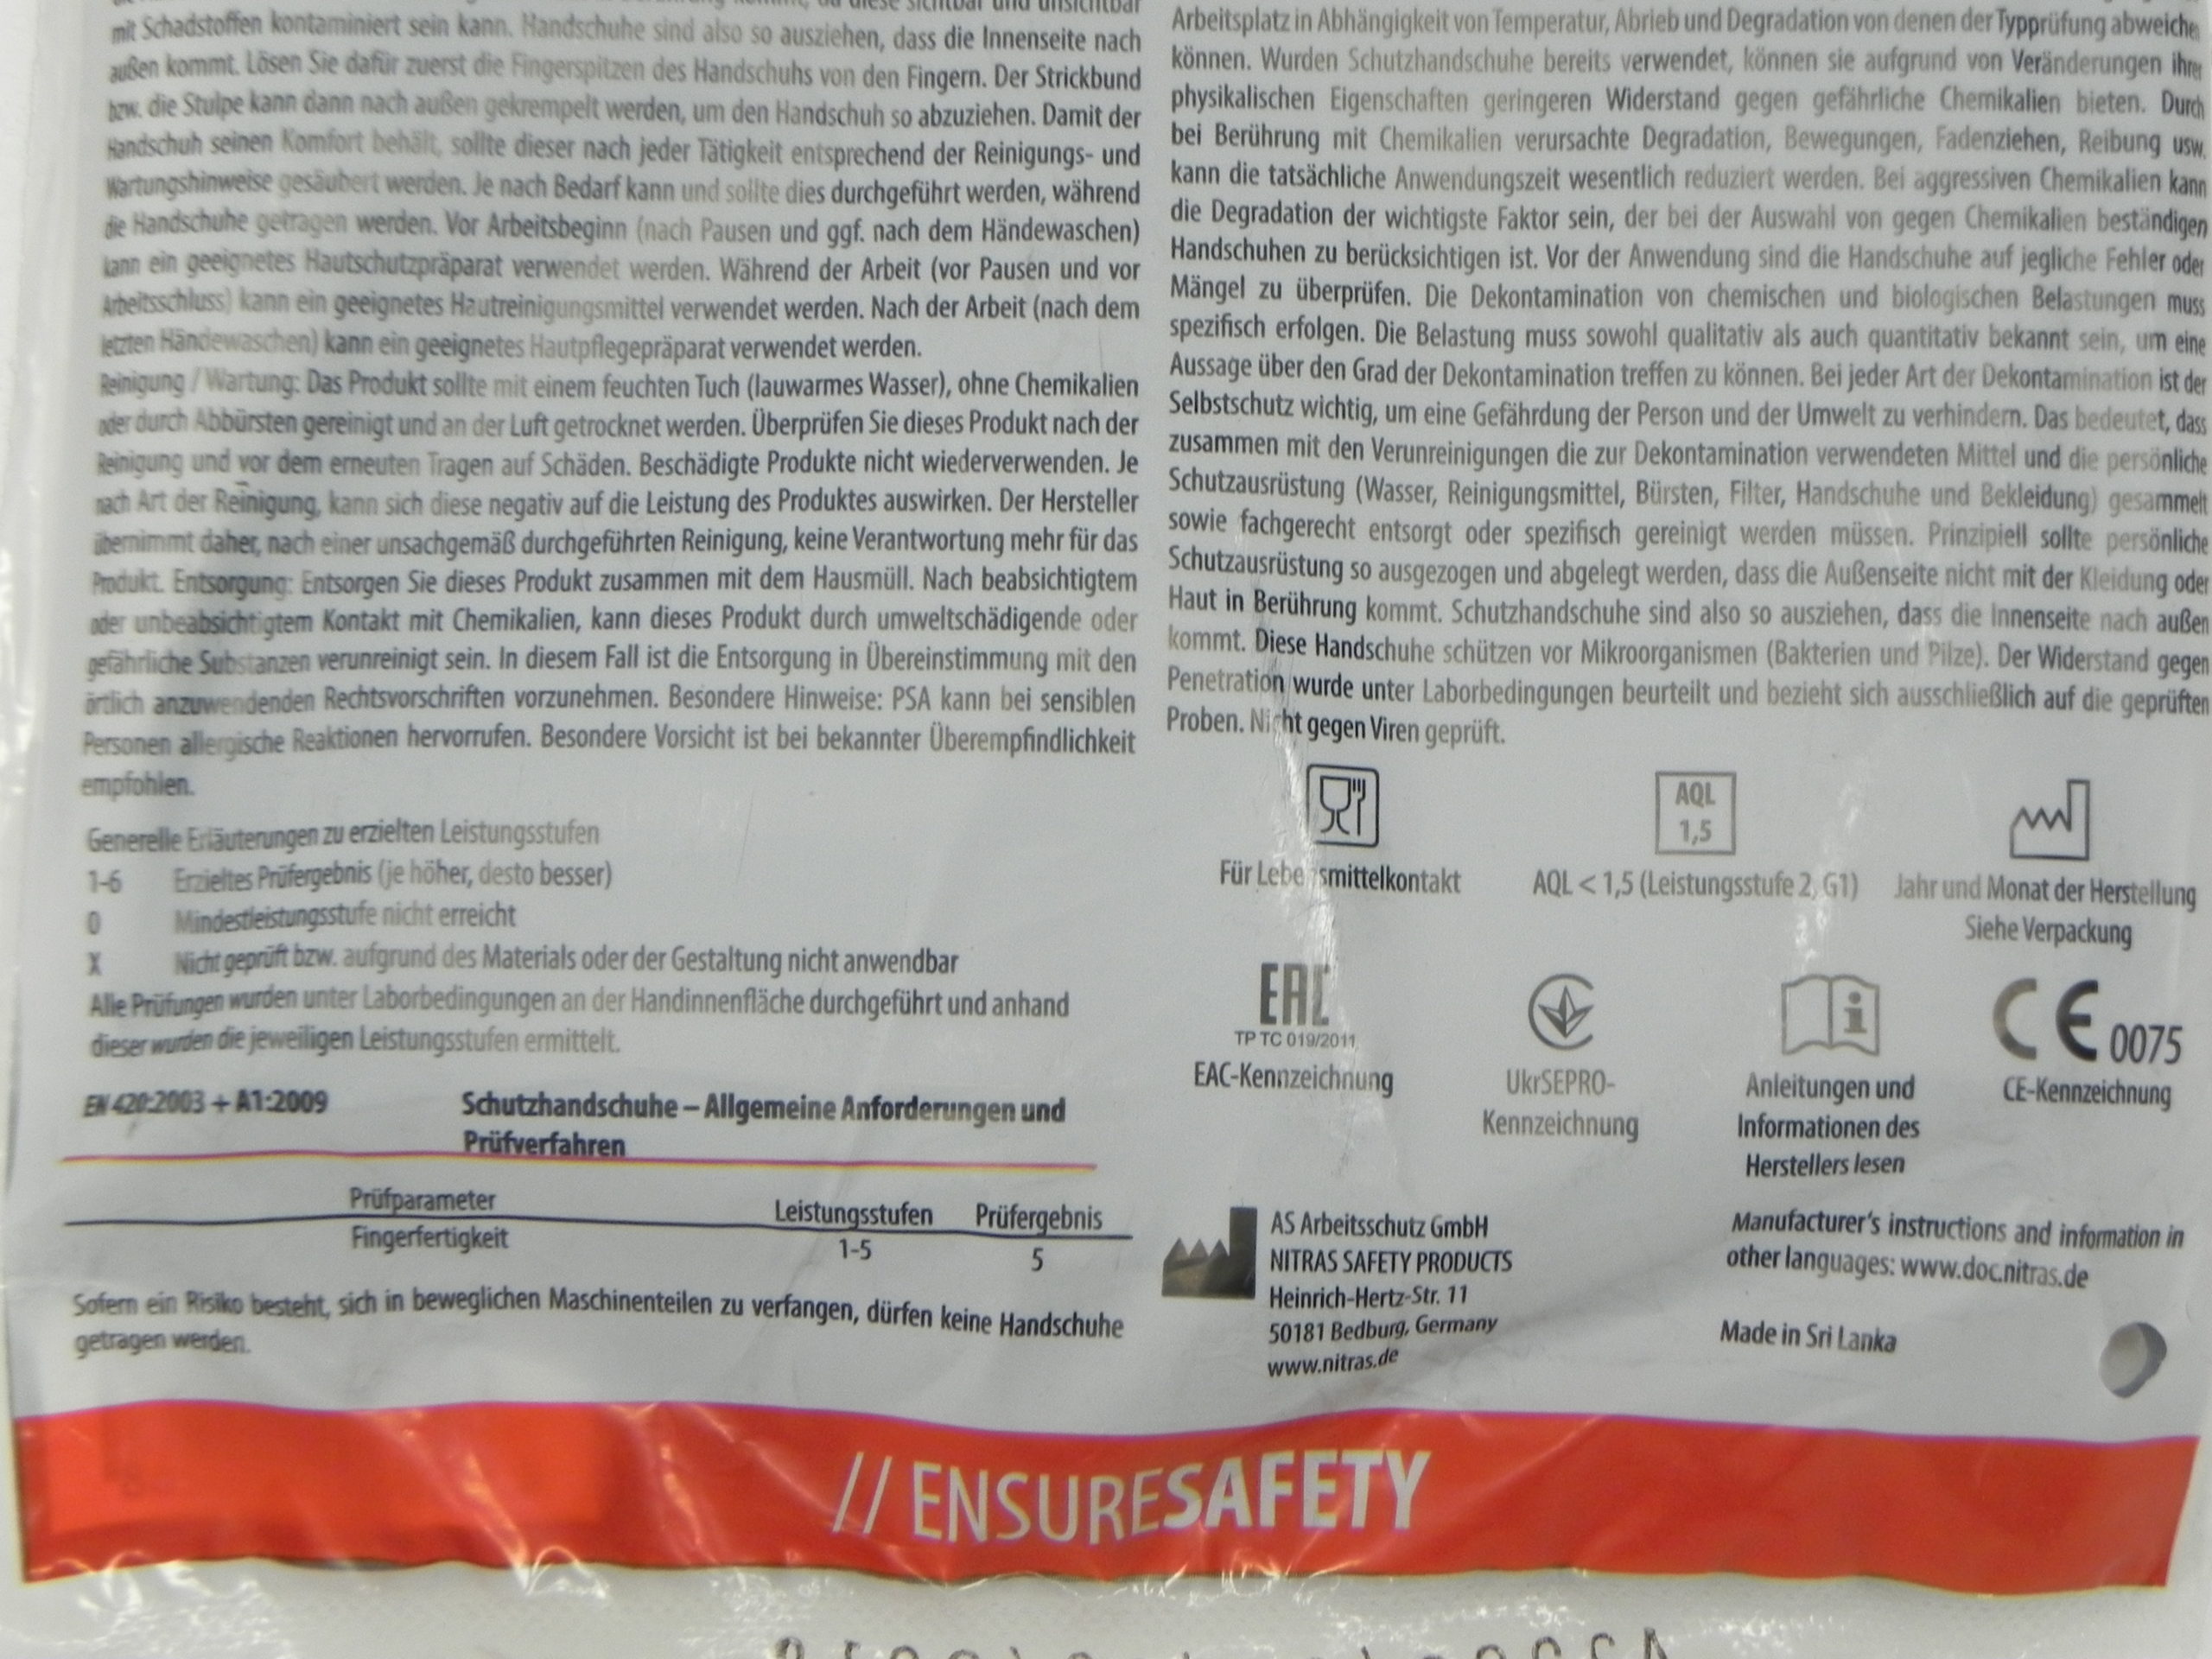 mit Schadstoffen kontaminiert sein kann. Handschuhe sind also so ausziehen, dass die Innenseite nach
außen kommt. Lösen Sie dafür zuerst die Fingerspitzen des Handschuhs von den Fingern. Der Strickbund
bzw. die Stulpe kann dann nach außen gekrempelt werden, um den Handschuh so abzuziehen. Damit der
Handschuh seinen Komfort behält, sollte dieser nach jeder Tätigkeit entsprechend der Reinigungs- und
Wartungshinweise gesäubert werden. Je nach Bedarf kann und sollte dies durchgeführt werden, während
die Handschuhe getragen werden. Vor Arbeitsbeginn (nach Pausen und ggf. nach dem Händewaschen)
kann ein geeignetes Hautschutzpräparat verwendet werden. Während der Arbeit (vor Pausen und vor
Arbeitsschluss) kann ein geeignetes Hautreinigungsmittel verwendet werden. Nach der Arbeit (nach dem
letzten Händewaschen) kann ein geeignetes Hautpflegepräparat verwendet werden.
Reinigung / Wartung: Das Produkt sollte mit einem feuchten Tuch (lauwarmes Wasser), ohne Chemikalien
oder durch Abbürsten gereinigt und an der Luft getrocknet werden. Überprüfen Sie dieses Produkt nach der
Reinigung und vor dem erneuten Tragen auf Schäden. Beschädigte Produkte nicht wiederverwenden. Je
nach Art der Reinigung, kann sich diese negativ auf die Leistung des Produktes auswirken. Der Hersteller
übernimmt daher, nach einer unsachgemäß durchgeführten Reinigung, keine Verantwortung mehr für das
Produkt. Entsorgung: Entsorgen Sie dieses Produkt zusammen mit dem Hausmüll. Nach beabsichtigtem
oder unbeabsichtigtem Kontakt mit Chemikalien, kann dieses Produkt durch umweltschädigende oder
gefährliche Substanzen verunreinigt sein. In diesem Fall ist die Entsorgung in Übereinstimmung mit den
örtlich anzuwendenden Rechtsvorschriften vorzunehmen. Besondere Hinweise: PSA kann bei sensiblen
Personen allergische Reaktionen hervorrufen. Besondere Vorsicht ist bei bekannter Überempfindlichkeit
empfohlen.
Generelle Erläuterungen zu erzielten Leistungsstufen
1-6 Erzieltes Prüfergebnis (je höher, desto besser)
0 Mindestleistungsstufe nicht erreicht
X Nicht geprüft bzw. aufgrund des Materials oder der Gestaltung nicht anwendbar
Alle Prüfungen wurden unter Laborbedingungen an der Handinnenfläche durchgeführt und anhand
dieser wurden die jeweiligen Leistungsstufen ermittelt.
EN 420:2003 + A1:2009 Schutzhandschuhe – Allgemeine Anforderungen und
Prüfverfahren
Prüfparameter Leistungsstufen Prüfergebnis
Fingerfertigkeit 1-5 5
Sofern ein Risiko besteht, sich in beweglichen Maschinenteilen zu verfangen, dürfen keine Handschuhe
getragen werden.
Arbeitsplatz in Abhängigkeit von Temperatur, Abrieb und Degradation von denen der Typprüfung abweichen
können. Wurden Schutzhandschuhe bereits verwendet, können sie aufgrund von Veränderungen ihrer
physikalischen Eigenschaften geringeren Widerstand gegen gefährliche Chemikalien bieten. Durch
bei Berührung mit Chemikalien verursachte Degradation, Bewegungen, Fadenziehen, Reibung usw.
kann die tatsächliche Anwendungszeit wesentlich reduziert werden. Bei aggressiven Chemikalien kann
die Degradation der wichtigste Faktor sein, der bei der Auswahl von gegen Chemikalien beständigen
Handschuhen zu berücksichtigen ist. Vor der Anwendung sind die Handschuhe auf jegliche Fehler oder
Mängel zu überprüfen. Die Dekontamination von chemischen und biologischen Belastungen muss
spezifisch erfolgen. Die Belastung muss sowohl qualitativ als auch quantitativ bekannt sein, um eine
Aussage über den Grad der Dekontamination treffen zu können. Bei jeder Art der Dekontamination ist der
Selbstschutz wichtig, um eine Gefährdung der Person und der Umwelt zu verhindern. Das bedeutet, dass
zusammen mit den Verunreinigungen die zur Dekontamination verwendeten Mittel und die persönliche
Schutzausrüstung (Wasser, Reinigungsmittel, Bürsten, Filter, Handschuhe und Bekleidung) gesammelt
sowie fachgerecht entsorgt oder spezifisch gereinigt werden müssen. Prinzipiell sollte persönliche
Schutzausrüstung so ausgezogen und abgelegt werden, dass die Außenseite nicht mit der Kleidung oder
Haut in Berührung kommt. Schutzhandschuhe sind also so ausziehen, dass die Innenseite nach außen
kommt. Diese Handschuhe schützen vor Mikroorganismen (Bakterien und Pilze). Der Widerstand gegen
Penetration wurde unter Laborbedingungen beurteilt und bezieht sich ausschließlich auf die geprüften
Proben. Nicht gegen Viren geprüft.
AQL
1,5
Für Lebensmittelkontakt
AQL < 1,5 (Leistungsstufe 2, G1)
Jahr und Monat der Herstellung
Siehe Verpackung
EAC
TP TC 019/2011
EAC-Kennzeichnung
UkrSEPRO-
Kennzeichnung
Anleitungen und
Informationen des
Herstellers lesen
CE 0075
CE-Kennzeichnung
AS Arbeitsschutz GmbH
NITRAS SAFETY PRODUCTS
Heinrich-Hertz-Str. 11
50181 Bedburg, Germany
www.nitras.de
Manufacturer's instructions and information in
other languages: www.doc.nitras.de
Made in Sri Lanka
// ENSURESAFETY